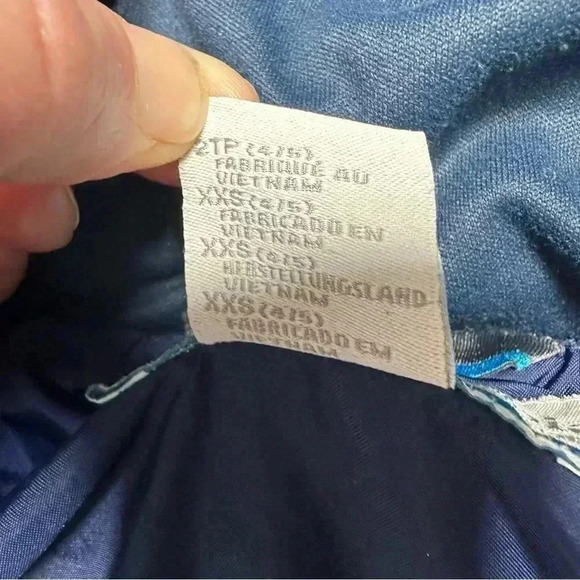 2TP (4/5)
FABRIQUÉ AU
VIETNAM
XXS (4/5)
FABRICADO EN
VIETNAM
XXS (4/5)
HERSTELLUNGSLAND
VIETNAM
XXS (4/5)
FABRICADO EM
VIETNAM